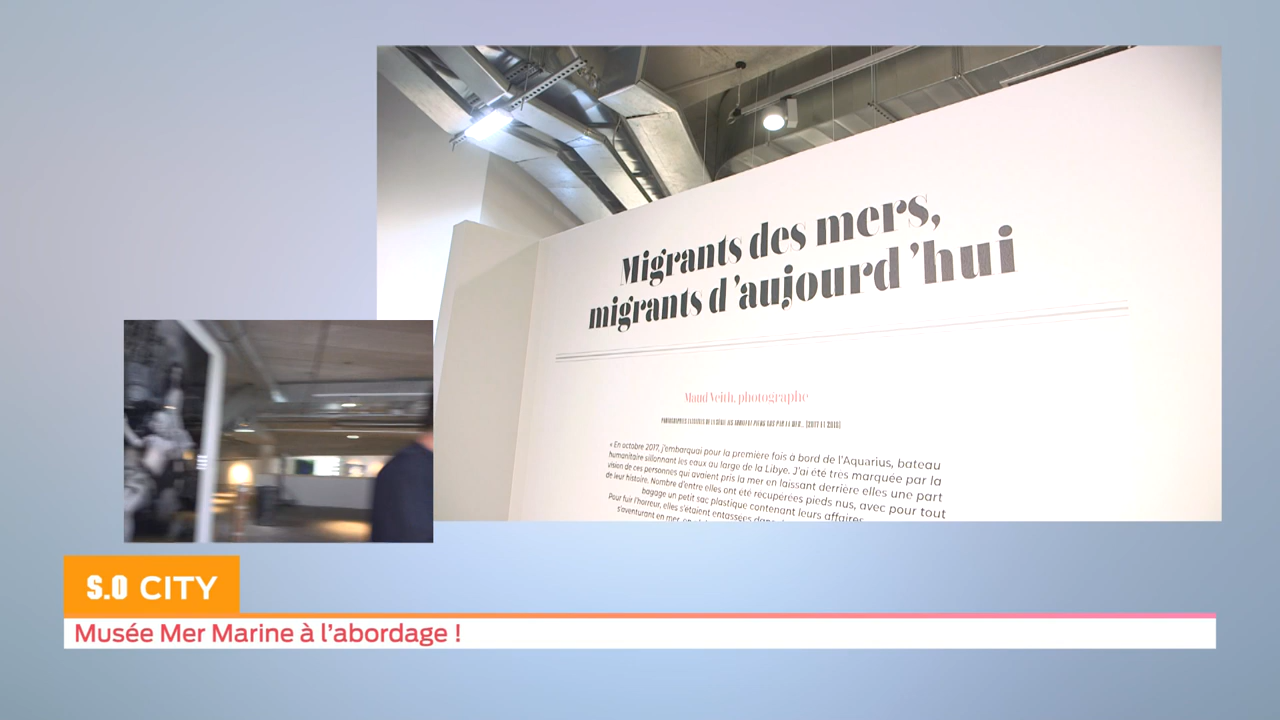 Migrants des mers,
migrants d'aujourd'hui
Maud Veith, photographe
« En octobre 2017, j'embarquai pour la première fois à bord de l'Aquarius, bateau
humanitaire sillonnant les eaux au large de la Libye. J'ai été très marquée par la
vision de ces personnes qui avaient pris la mer en laissant derrière elles une part
de leur histoire. Nombre d'entre elles ont été récupérées pieds nus, avec pour tout
bagage un petit sac plastique contenant leurs affaires.
Pour fuir l'horreur, elles s'étaient entassées dans
s'aventurant en mer,
S.O CITY
Musée Mer Marine à l'abordage !